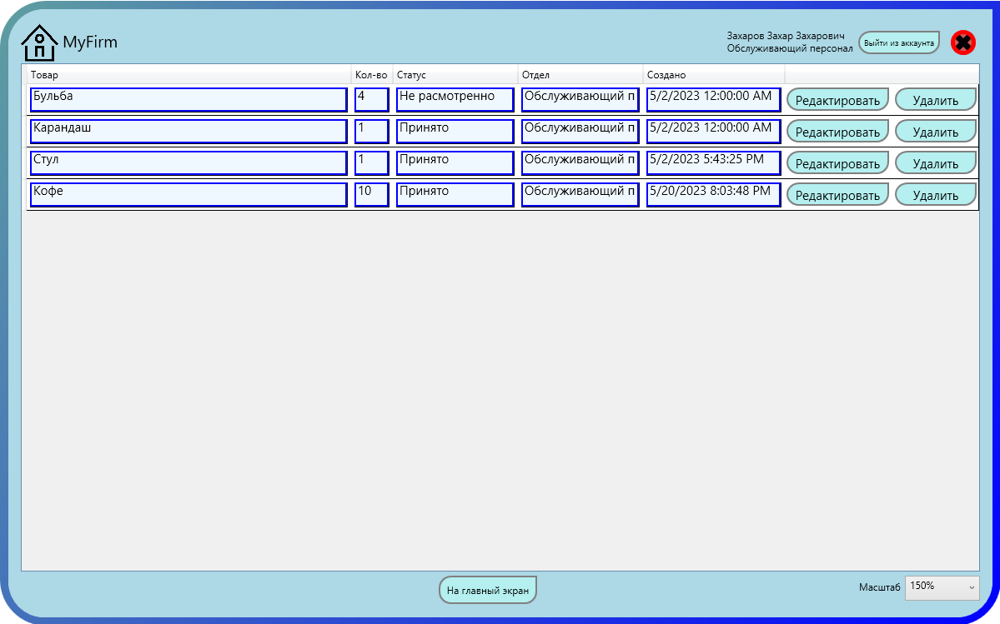 MyFirm
Захаров Захар Захарович
Обслуживающий персонал
Выйти из аккаунта
Товар Кол-во Статус Отдел Создано
Бульба 4 Не расмотренно Обслуживающий п 5/2/2023 12:00:00 AM Редактировать Удалить
Карандаш 1 Принято Обслуживающий п 5/2/2023 12:00:00 AM Редактировать Удалить
Стул 1 Принято Обслуживающий п 5/2/2023 5:43:25 PM Редактировать Удалить
Кофе 10 Принято Обслуживающий п 5/20/2023 8:03:48 PM Редактировать Удалить
На главный экран
Масштаб 150%